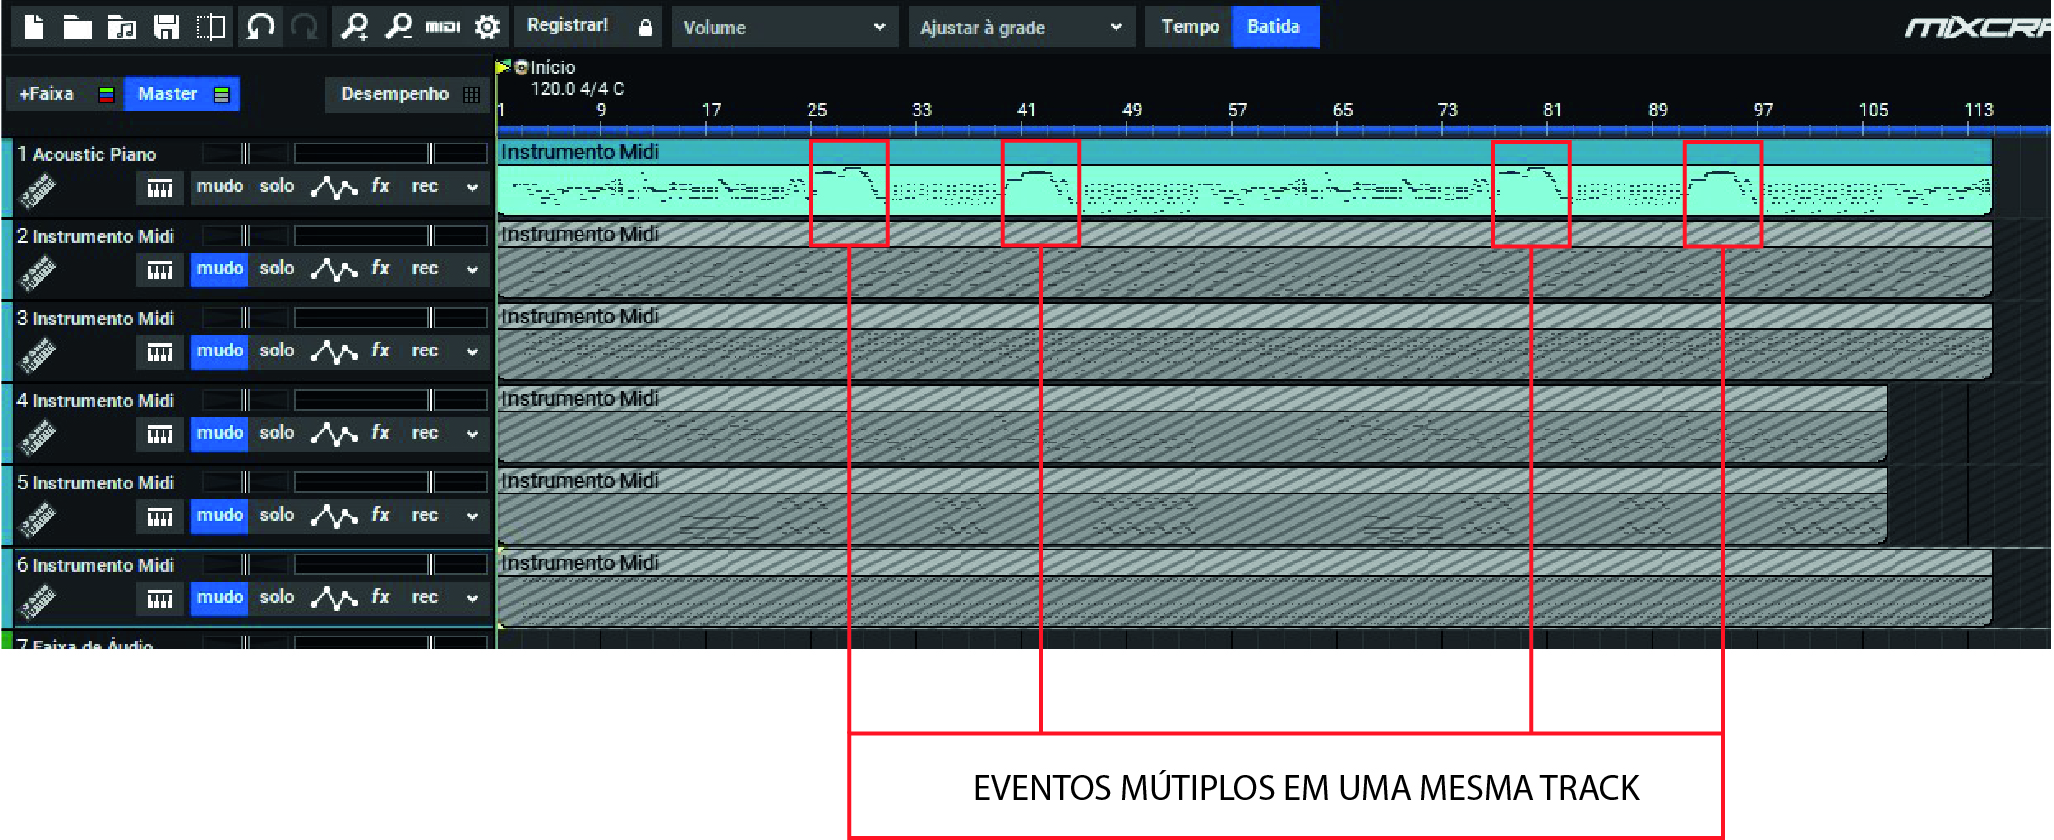 Registrar!
Volume
Ajustar à grade
Tempo
Batida
+Faixa
Master
Desempenho
Início
120.0 4/4 C
1 9 17 25 33 41 49 57 65 73 81 89 97 105 113
1 Acoustic Piano
mudo solo fx rec
Instrumento Midi
2 Instrumento Midi
mudo solo fx rec
Instrumento Midi
3 Instrumento Midi
mudo solo fx rec
Instrumento Midi
4 Instrumento Midi
mudo solo fx rec
Instrumento Midi
5 Instrumento Midi
mudo solo fx rec
Instrumento Midi
6 Instrumento Midi
mudo solo fx rec
Instrumento Midi
7 Faixa de Áudio
EVENTOS MÚTIPLOS EM UMA MESMA TRACK